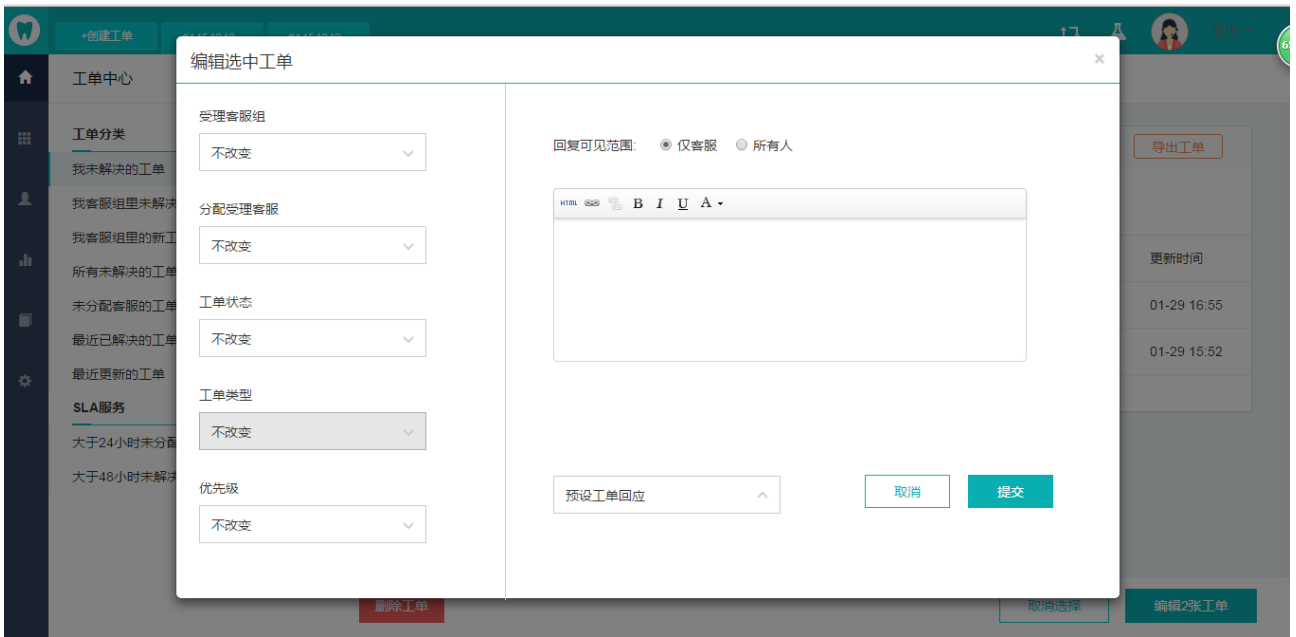 +创建工单
编辑选中工单
×
工单中心
工单分类
我未解决的工单
我客服组里未解决
我客服组里的新工
所有未解决的工单
未分配客服的工单
最近已解决的工单
最近更新的工单
SLA服务
大于24小时未分配
大于48小时未解决
受理客服组
不改变
分配受理客服
不改变
工单状态
不改变
工单类型
不改变
优先级
不改变
回复可见范围: 仅客服 所有人
HTML B I U A
预设工单回应
取消 提交
导出工单
更新时间
01-29 16:55
01-29 15:52
删除工单
取消选择 编辑2张工单